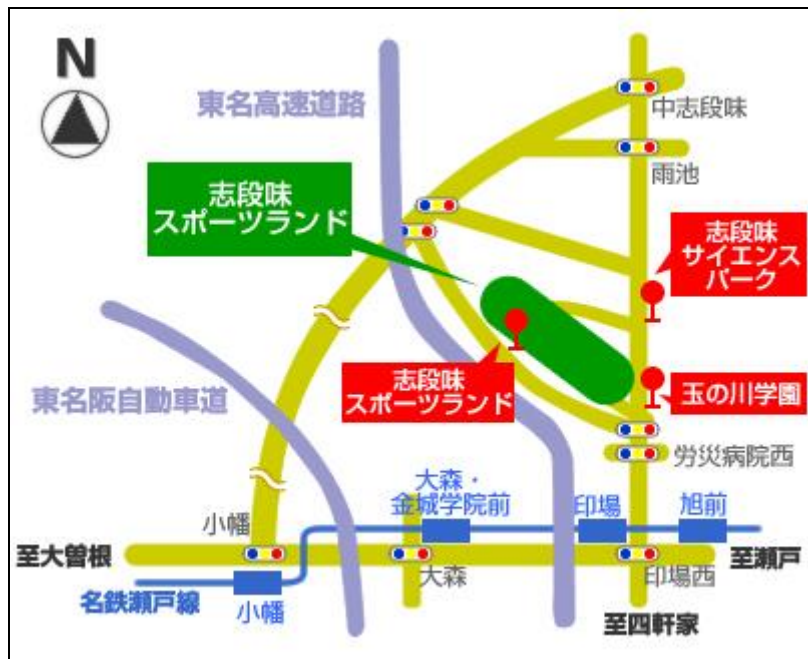 N
東名高速道路
中志段味
雨池
志段味
スポーツランド
志段味
サイエンス
パーク
志段味
スポーツランド
玉の川学園
東名阪自動車道
労災病院西
大森・
金城学院前
印場
旭前
小幡
至大曽根
大森
印場西
至瀬戸
名鉄瀬戸線
小幡
至四軒家